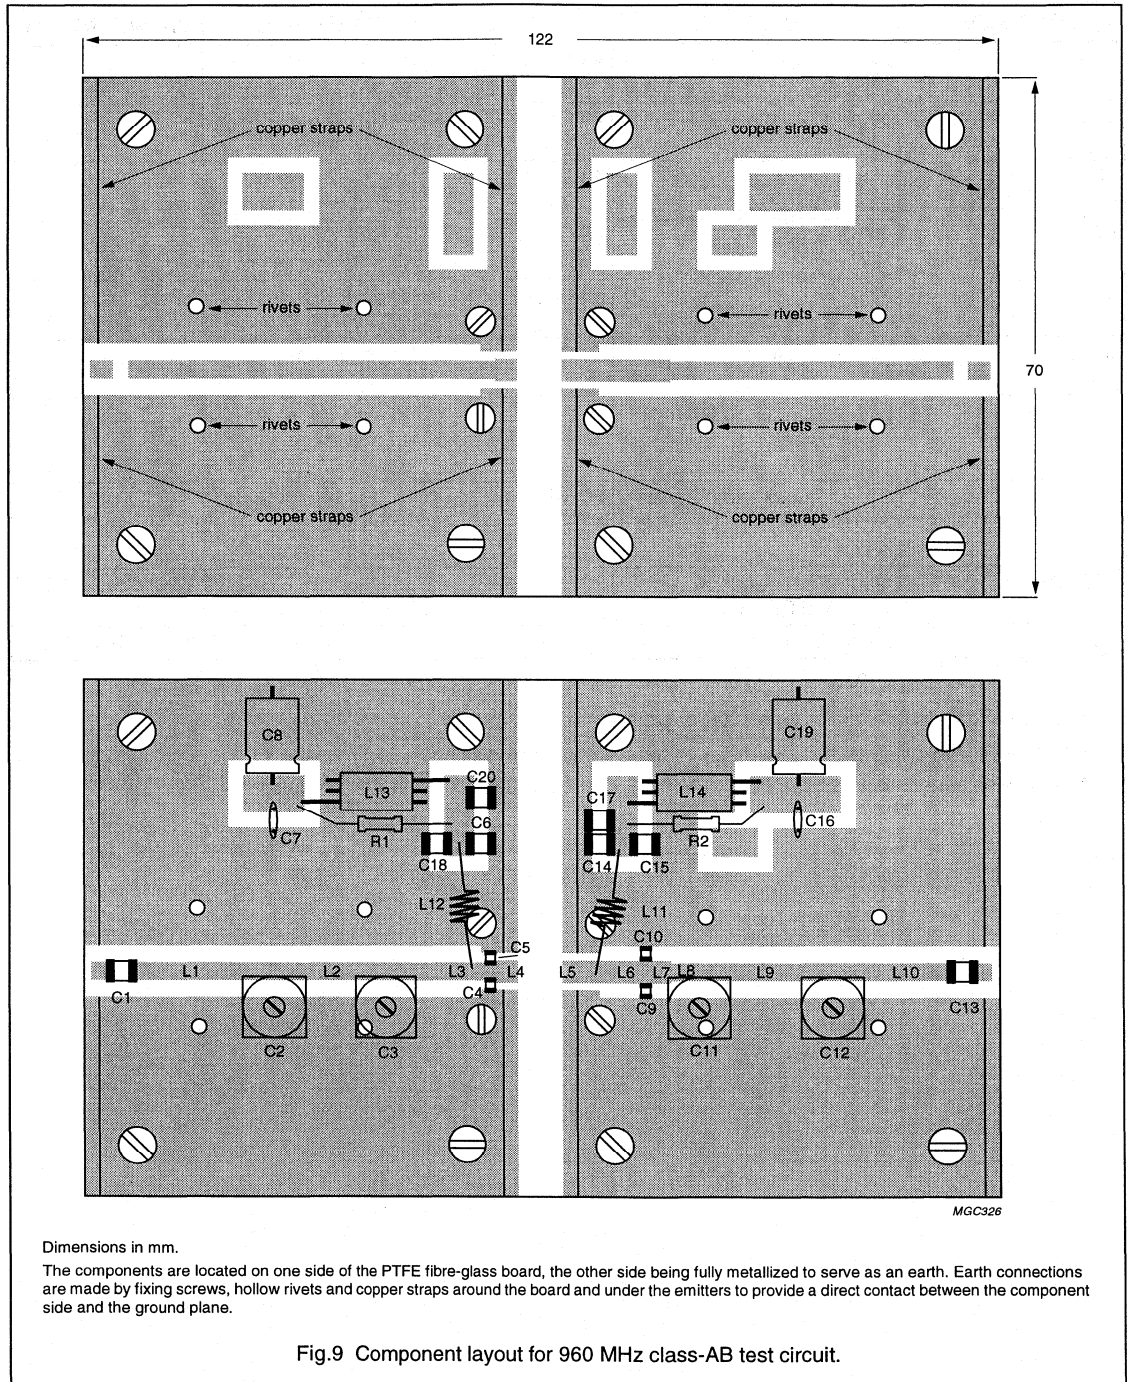 122
copper straps
copper straps
rivets
rivets
70
rivets
rivets
copper straps
copper straps
C8
C19
C20
L13
L14
C17
C6
C7
R1
R2
C16
C18
C14
C15
L12
L11
C5
C10
L1
L2
L3
L4
L5
L6
L7
L8
L9
L10
C1
C4
C9
C13
C2
C3
C11
C12
MGC326
Dimensions in mm.
The components are located on one side of the PTFE fibre-glass board, the other side being fully metallized to serve as an earth. Earth connections
are made by fixing screws, hollow rivets and copper straps around the board and under the emitters to provide a direct contact between the component
side and the ground plane.
Fig.9 Component layout for 960 MHz class-AB test circuit.